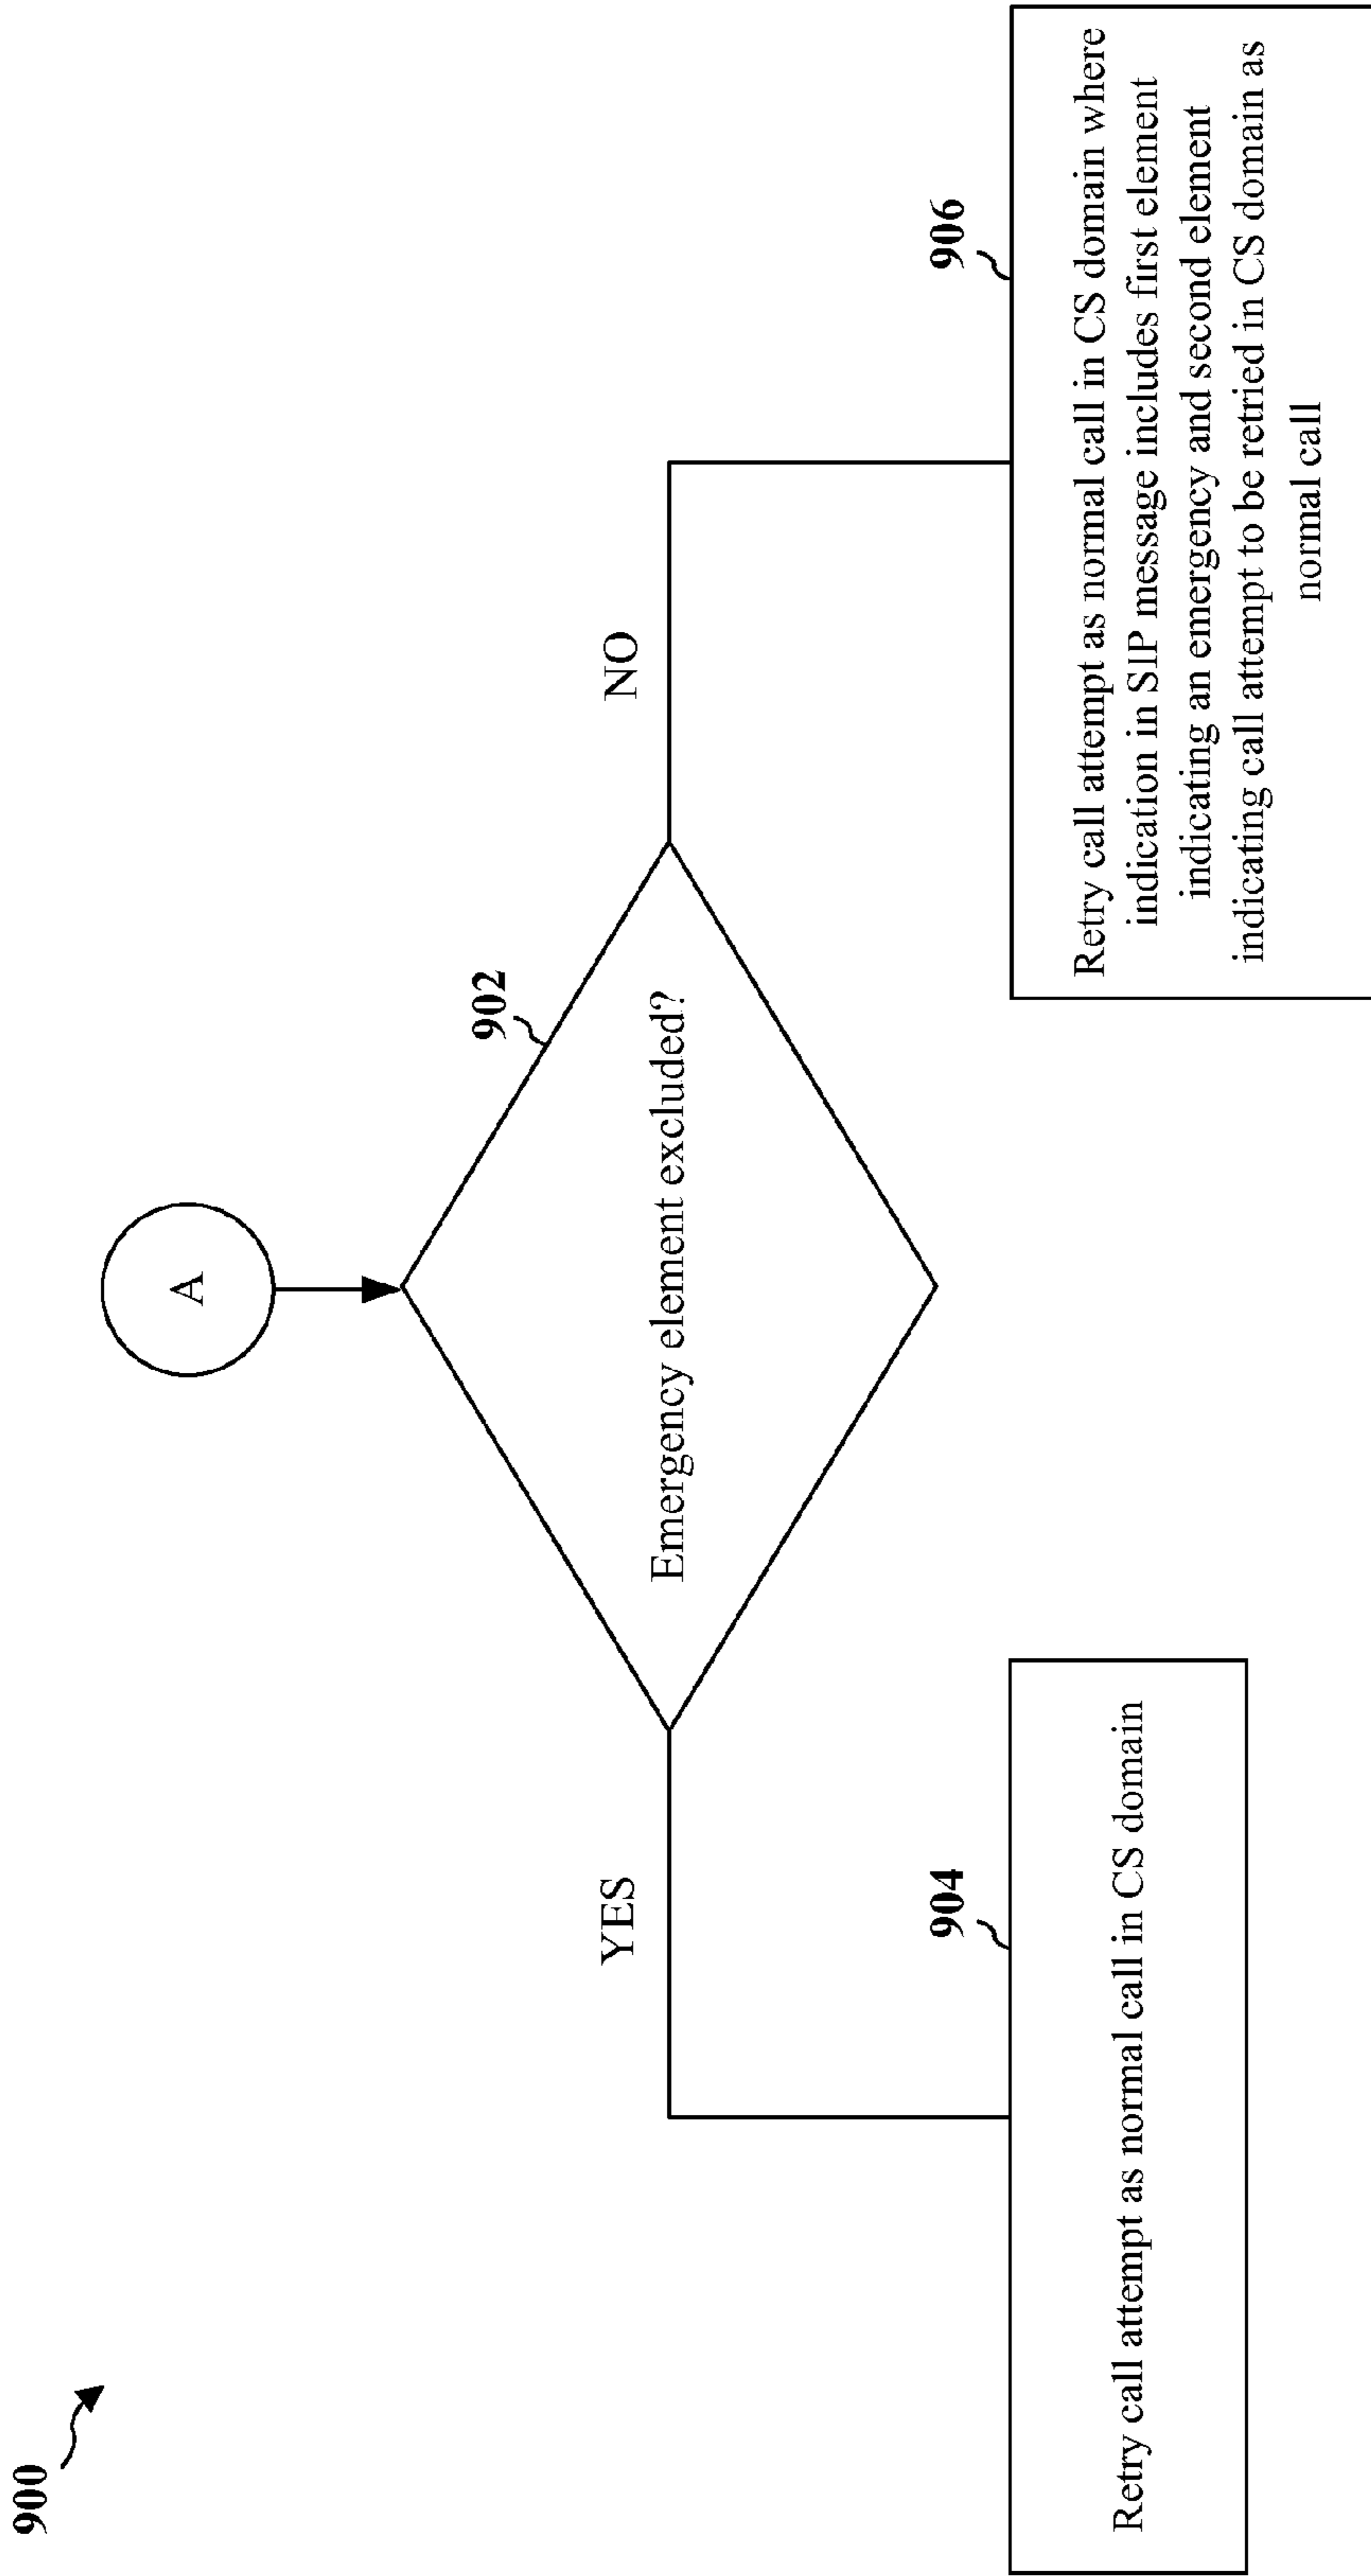 900
A
902
Emergency element excluded?
YES
NO
904
Retry call attempt as normal call in CS domain
906
Retry call attempt as normal call in CS domain where
indication in SIP message includes first element
indicating an emergency and second element
indicating call attempt to be retried in CS domain as
normal call